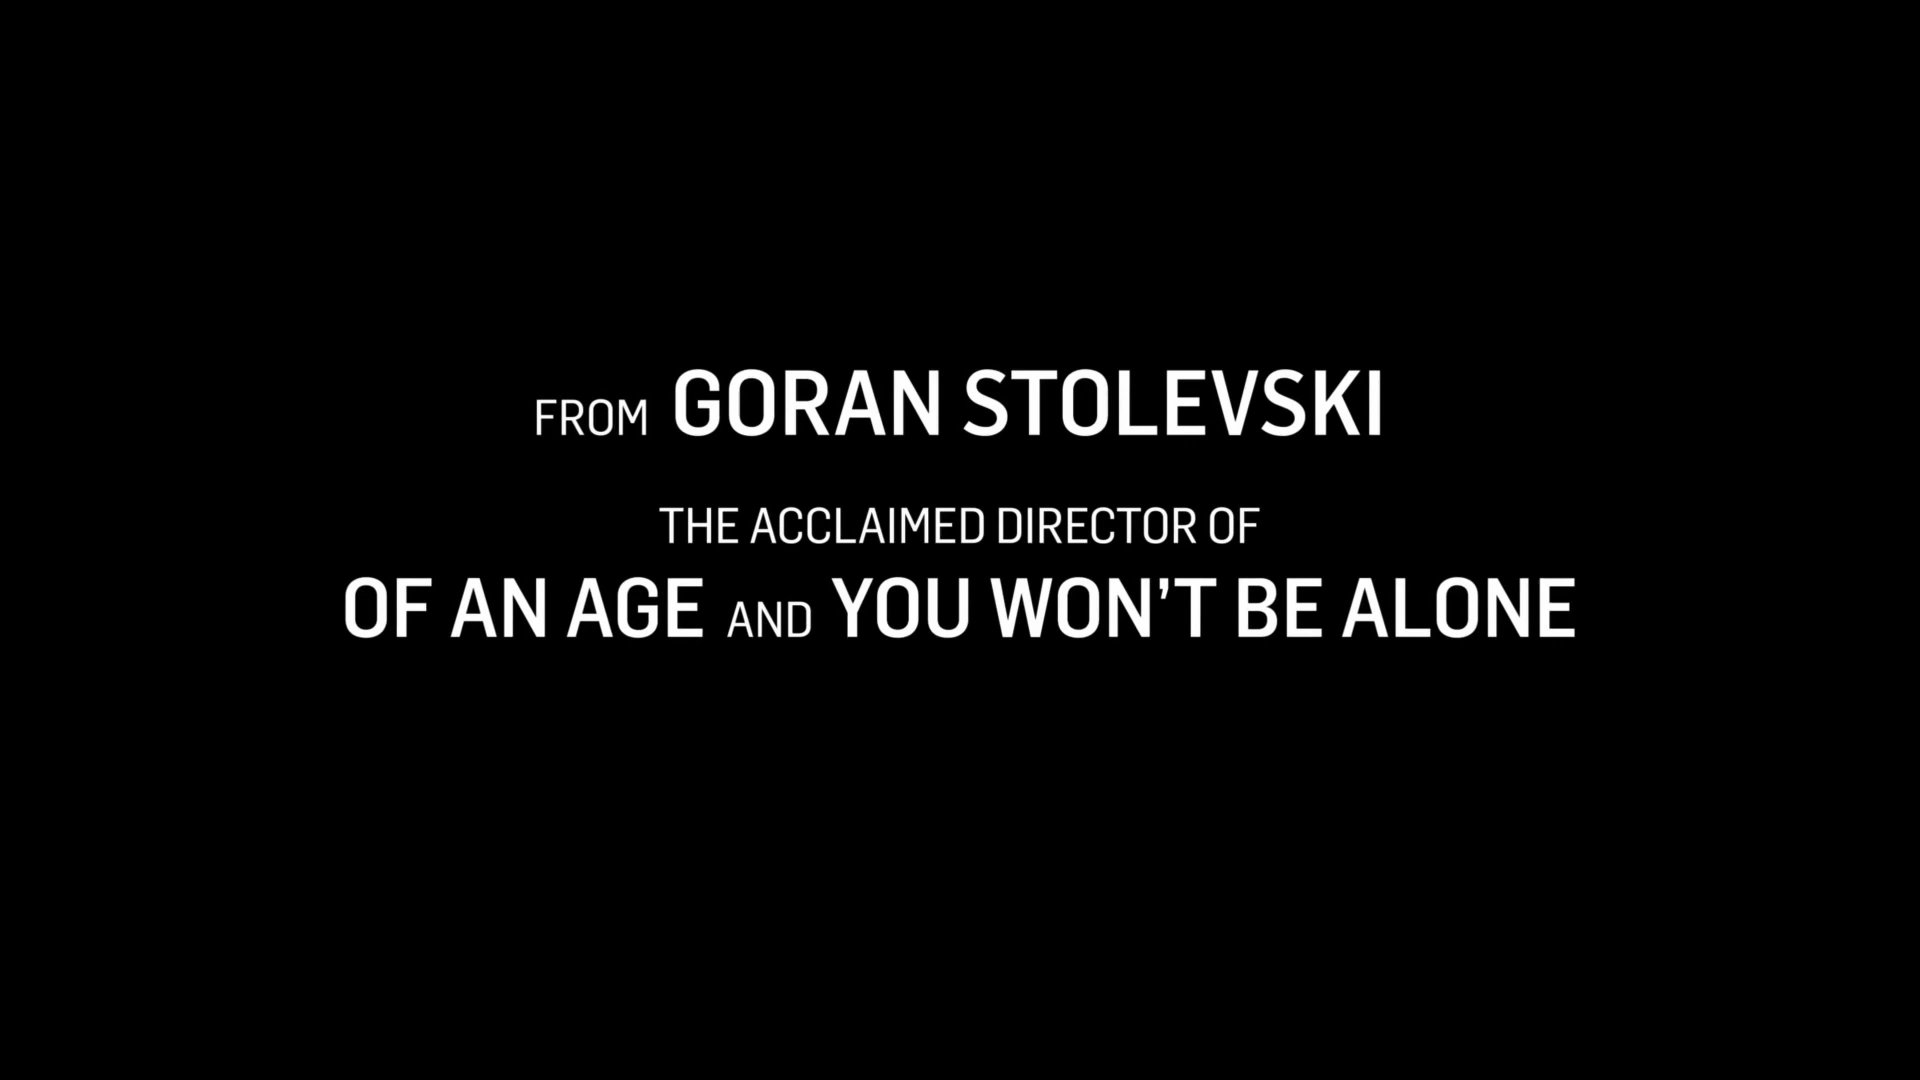 FROM GORAN STOLEVSKI
THE ACCLAIMED DIRECTOR OF
OF AN AGE AND YOU WON'T BE ALONE